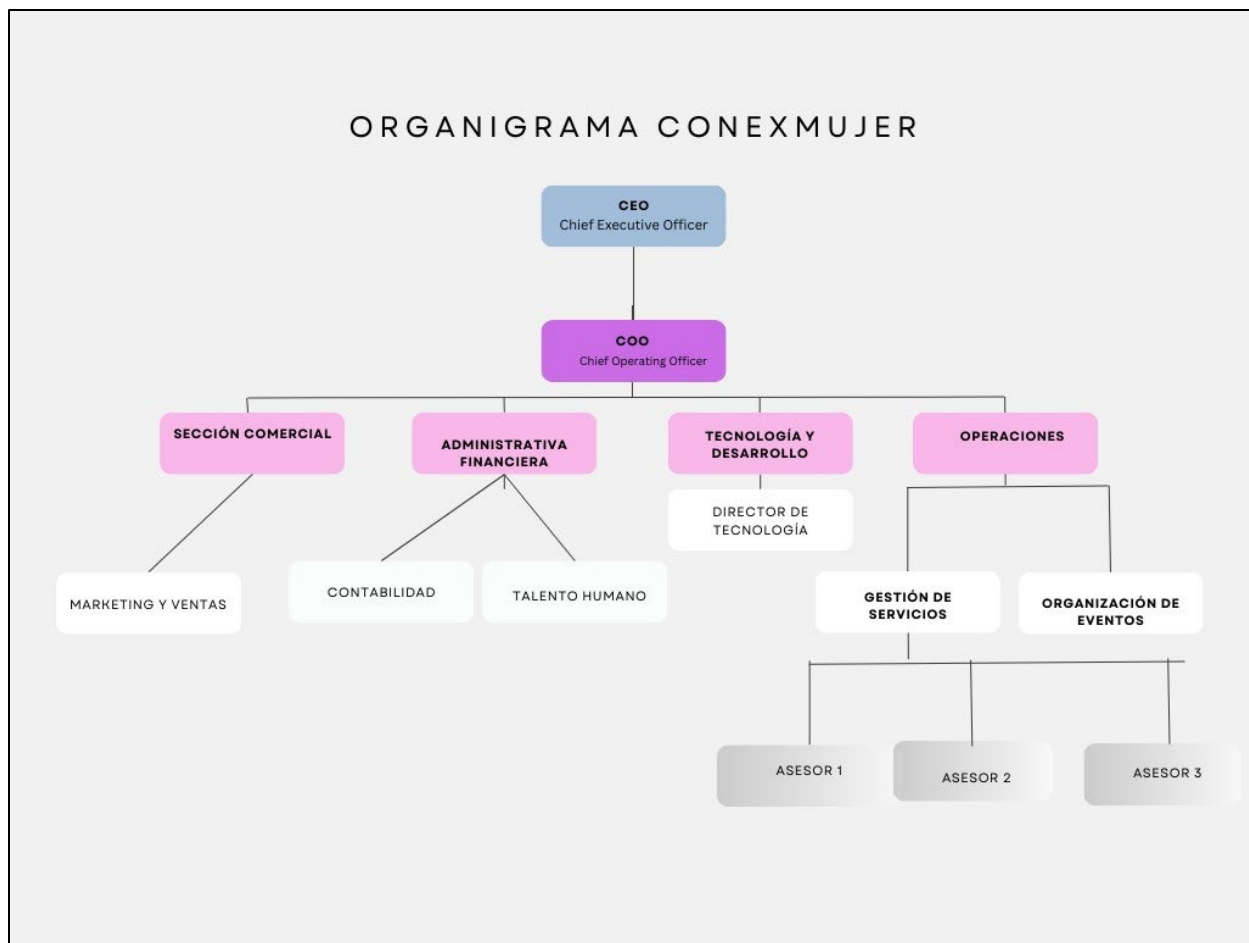 ORGANIGRAMA CONEXMUJER
CEO
Chief Executive Officer
COO
Chief Operating Officer
SECCIÓN COMERCIAL
ADMINISTRATIVA
FINANCIERA
TECNOLOGÍA Y
DESARROLLO
OPERACIONES
DIRECTOR DE
TECNOLOGÍA
MARKETING Y VENTAS
CONTABILIDAD
TALENTO HUMANO
GESTIÓN DE
SERVICIOS
ORGANIZACIÓN DE
EVENTOS
ASESOR 1
ASESOR 2
ASESOR 3